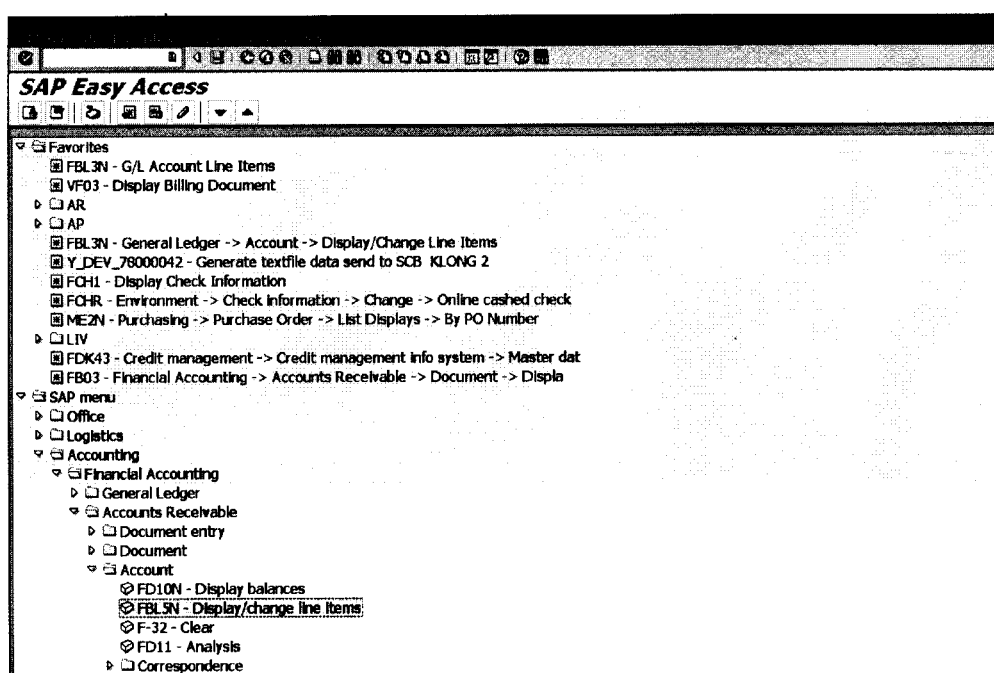 SAP Easy Access
Favorites
FBL3N - G/L Account Line Items
VF03 - Display Billing Document
AR
AP
FBL3N - General Ledger -> Account -> Display/Change Line Items
Y_DEV_78000042 - Generate textfile data send to SCB KLONG 2
FCH1 - Display Check Information
FCHR - Environment -> Check Information -> Change -> Online cashed check
ME2N - Purchasing -> Purchase Order -> List Displays -> By PO Number
LIV
FDK43 - Credit management -> Credit management info system -> Master dat
FB03 - Financial Accounting -> Accounts Receivable -> Document -> Displa
SAP menu
Office
Logistics
Accounting
Financial Accounting
General Ledger
Accounts Receivable
Document entry
Document
Account
FD10N - Display balances
FBL5N - Display/change line items
F-32 - Clear
FD11 - Analysis
Correspondence